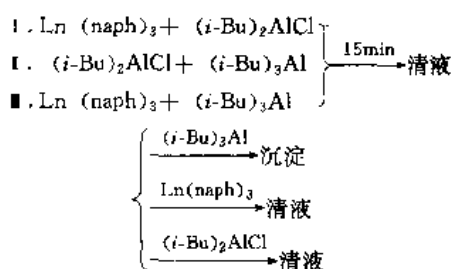 Ⅰ. Ln (naph)₃ + (i-Bu)₂AlCl
Ⅱ. (i-Bu)₂AlCl + (i-Bu)₃Al 15min 清液
Ⅲ. Ln (naph)₃ + (i-Bu)₃Al
(i-Bu)₃Al 沉淀
Ln(naph)₃ 清液
(i-Bu)₂AlCl 清液